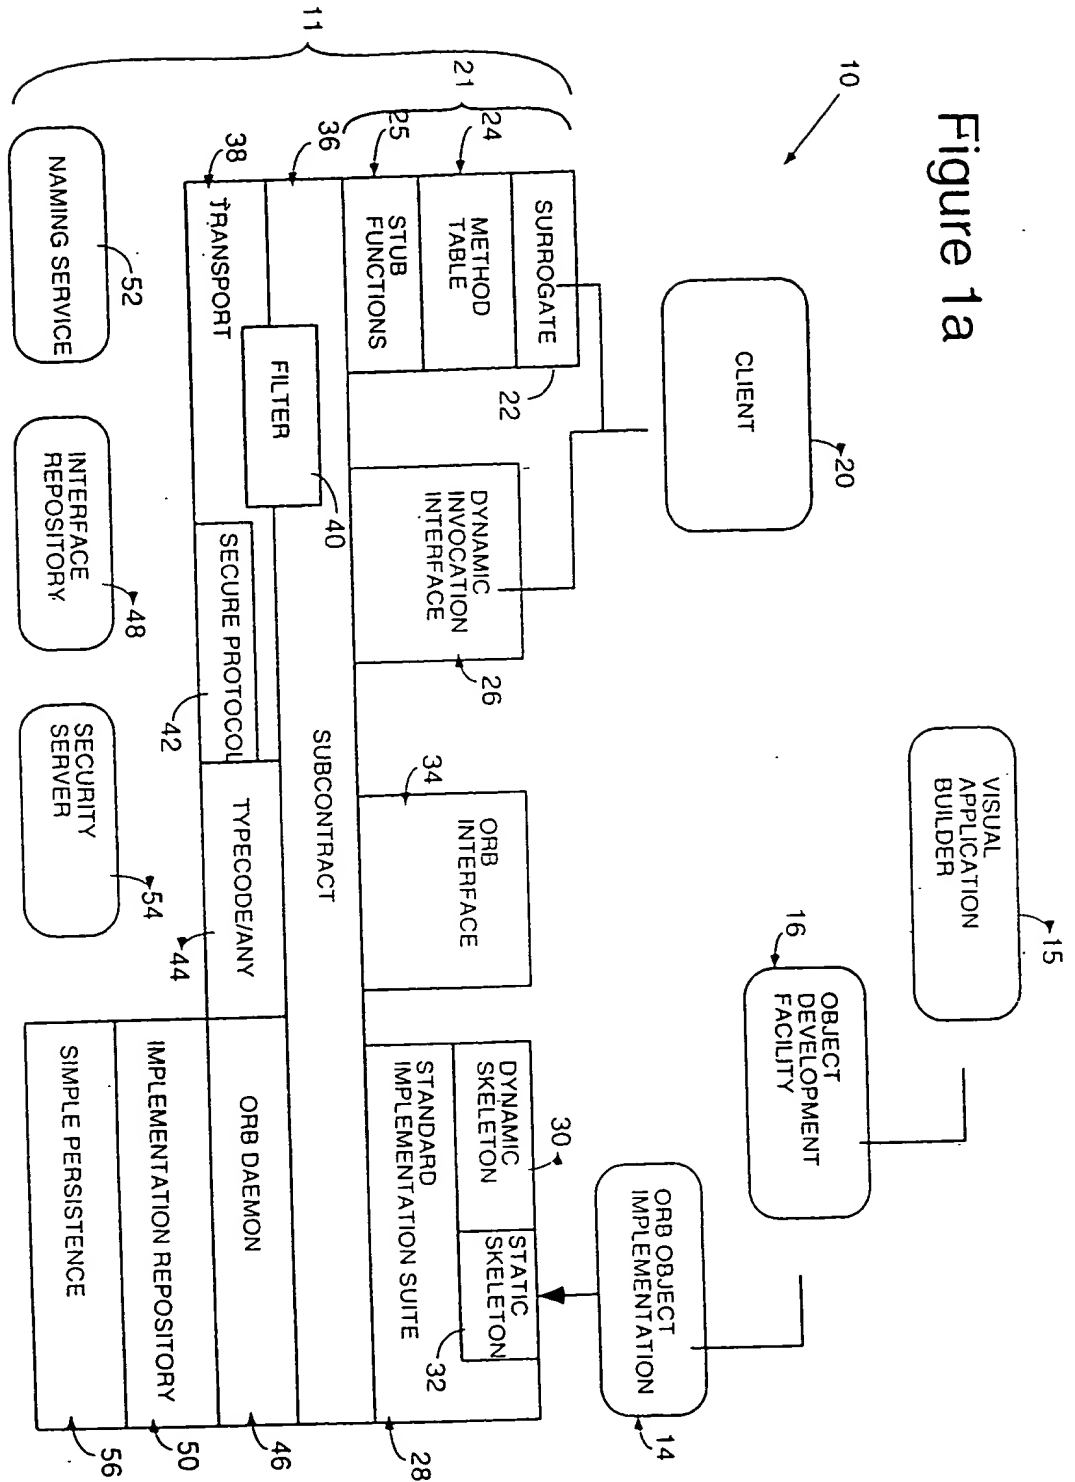 Figure 1a
10
15
VISUAL
APPLICATION
BUILDER
16
OBJECT
DEVELOPMENT
FACILITY
20
CLIENT
14
ORB OBJECT
IMPLEMENTATION
11
21
22
SURROGATE
24
METHOD
TABLE
25
STUB
FUNCTIONS
26
DYNAMIC
INVOCATION
INTERFACE
34
ORB
INTERFACE
30
DYNAMIC
SKELETON
STATIC
SKELETON
32
STANDARD
IMPLEMENTATION SUITE
28
36
SUBCONTRACT
FILTER
40
38
TRANSPORT
SECURE PROTOCOL
42
TYPECODE/ANY
44
ORB DAEMON
46
IMPLEMENTATION REPOSITORY
50
SIMPLE PERSISTENCE
56
NAMING SERVICE
52
INTERFACE
REPOSITORY
48
SECURITY
SERVER
54